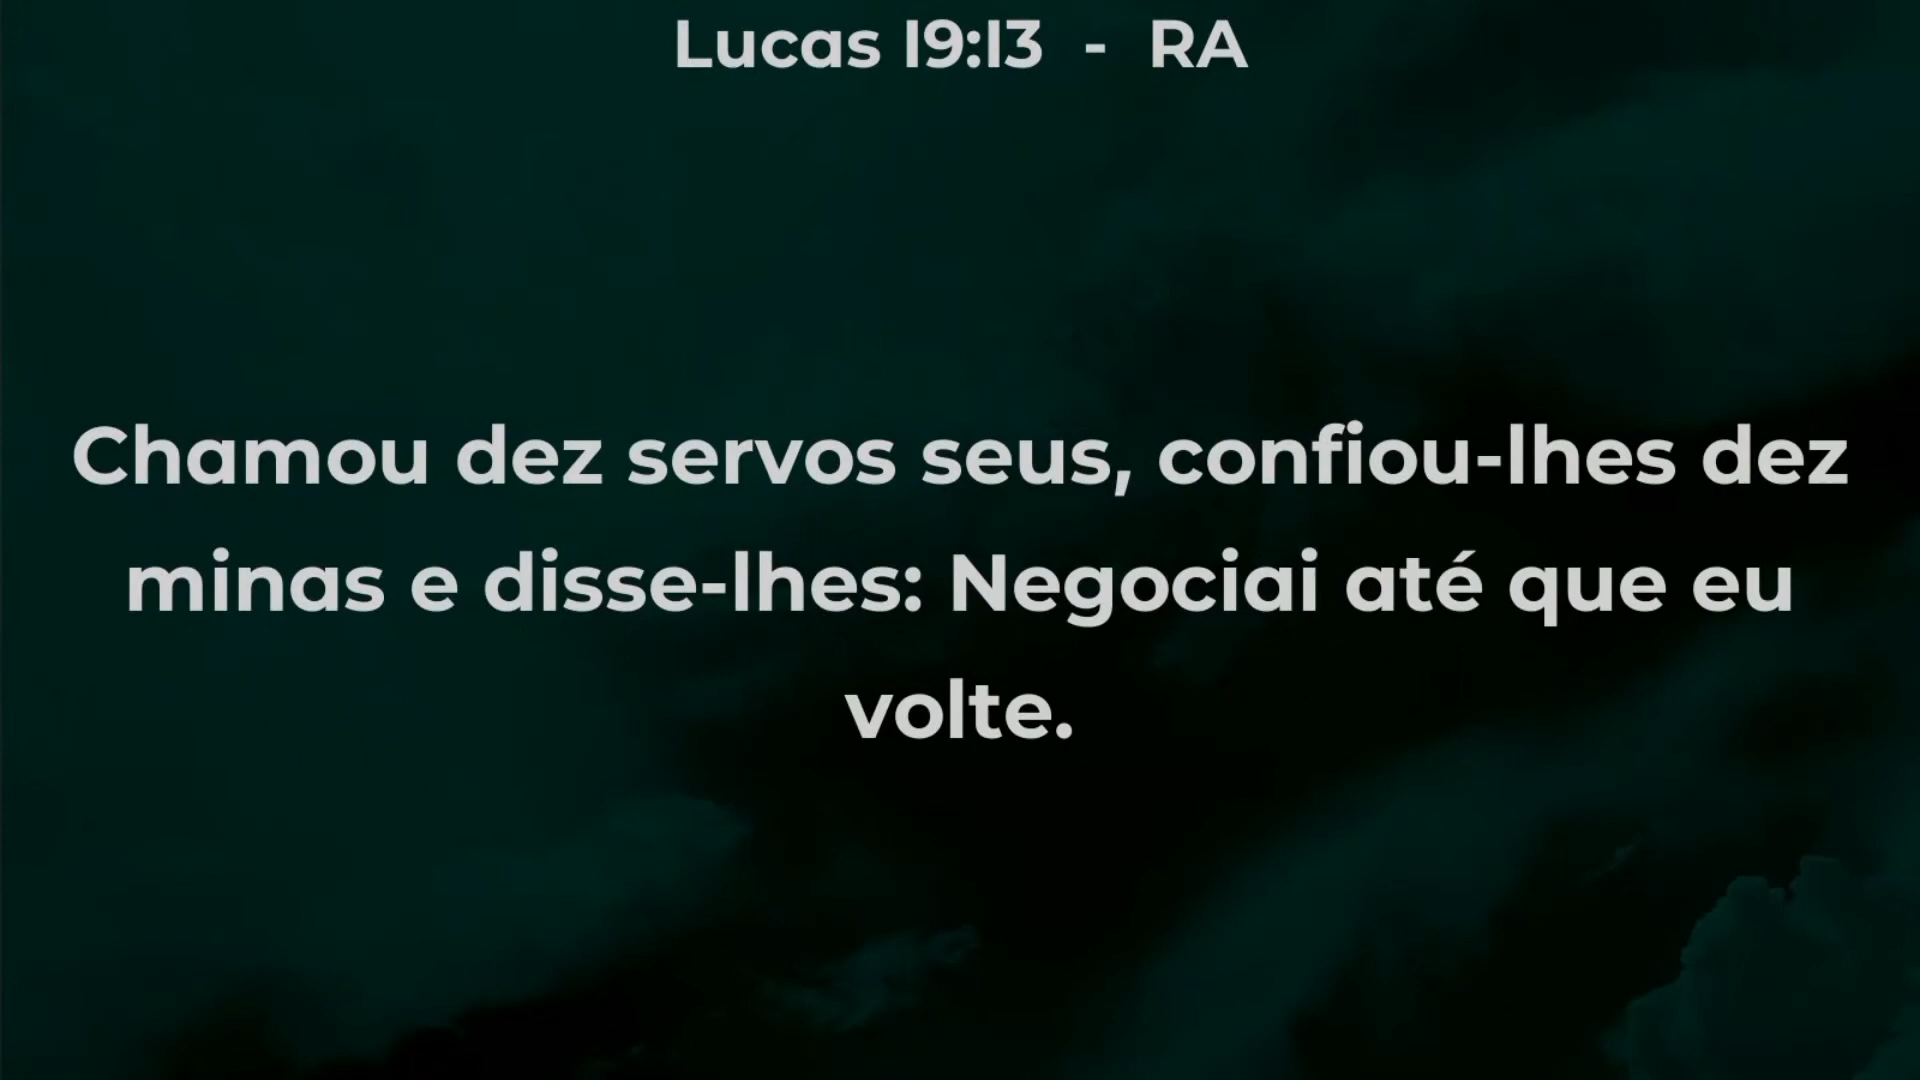 Lucas 19:13 - RA
Chamou dez servos seus, confiou-lhes dez
minas e disse-lhes: Negociai até que eu
volte.